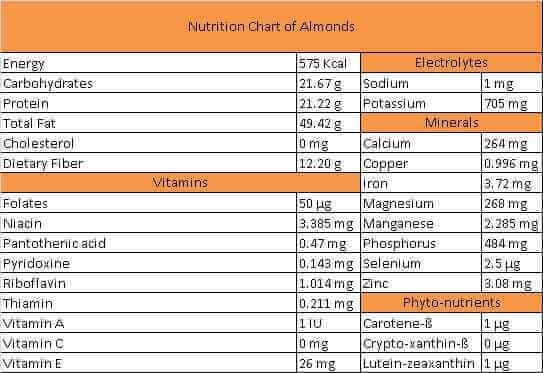 Nutrition Chart of Almonds
Energy 575 Kcal Electrolytes
Carbohydrates 21.67 g Sodium 1 mg
Protein 21.22 g Potassium 705 mg
Total Fat 49.42 g Minerals
Cholesterol 0 mg Calcium 264 mg
Dietary Fiber 12.20 g Copper 0.996 mg
Vitamins Iron 3.72 mg
Folates 50 µg Magnesium 268 mg
Niacin 3.385 mg Manganese 2.285 mg
Pantothenic acid 0.47 mg Phosphorus 484 mg
Pyridoxine 0.143 mg Selenium 2.5 µg
Riboflavin 1.014 mg Zinc 3.08 mg
Thiamin 0.211 mg Phyto-nutrients
Vitamin A 1 IU Carotene-ß 1 µg
Vitamin C 0 mg Crypto-xanthin-ß 0 µg
Vitamin E 26 mg Lutein-zeaxanthin 1 µg